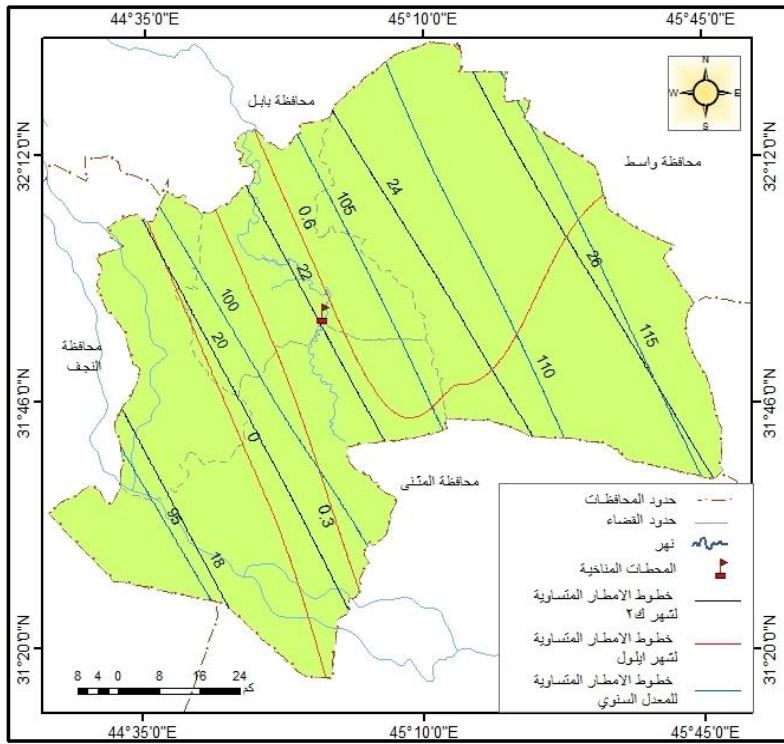 44°35'0"E
45°10'0"E
45°45'0"E
N
W E
S
محافظة بابل
32°12'0"N
32°12'0"N
محافظة واسط
24
105
0.6
22
26
100
20
115
110
محافظة
النجف
31°46'0"N
31°46'0"N
0
محافظة المثنى
0.3
95
18
حدود المحافظات
حدود القضاء
نهر
المحطات المناخية
خطوط الامطار المتساوية
لشهر ك٢
خطوط الامطار المتساوية
لشهر ايلول
خطوط الامطار المتساوية
للمعدل السنوي
31°20'0"N
31°20'0"N
8 4 0 8 16 24
كم
44°35'0"E
45°10'0"E
45°45'0"E